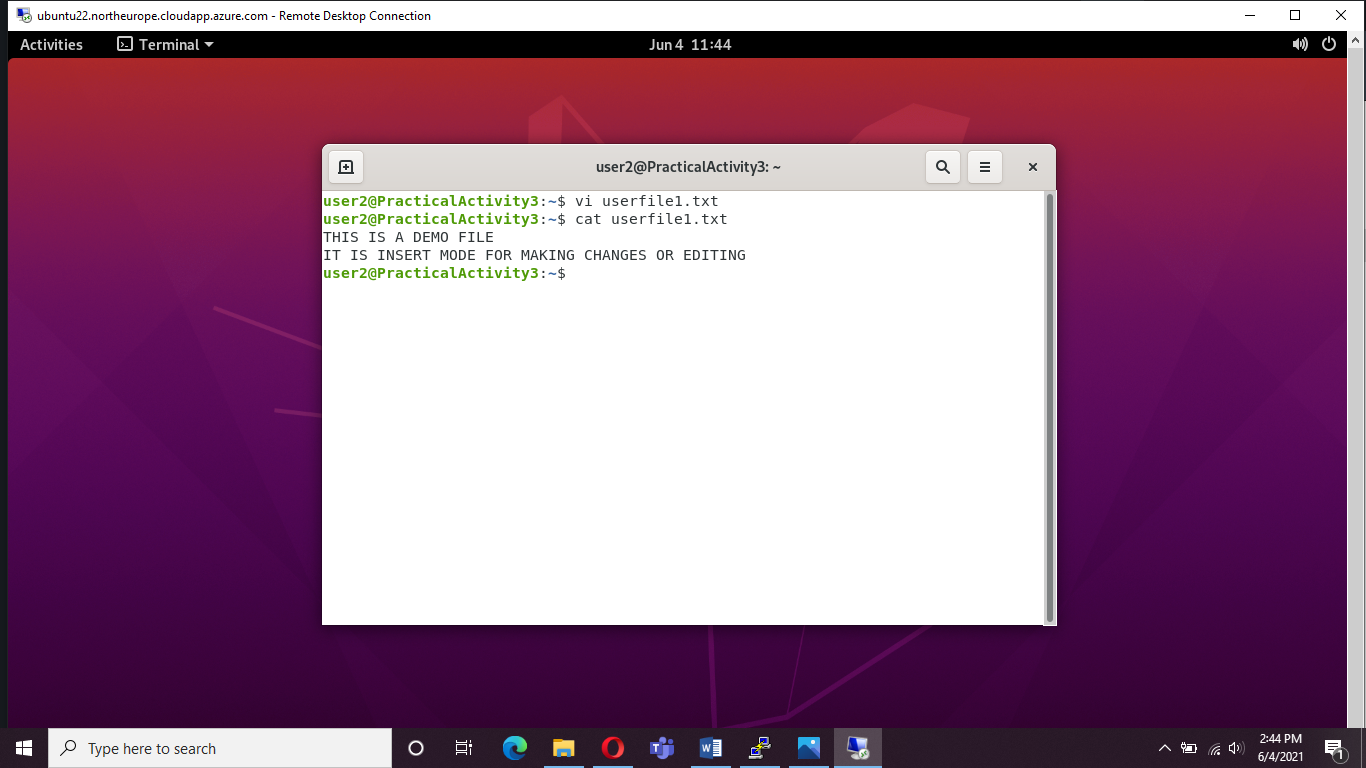 ubuntu22.northeurope.cloudapp.azure.com - Remote Desktop Connection
Activities Terminal Jun 4 11:44
user2@PracticalActivity3: ~
user2@PracticalActivity3:~$ vi userfile1.txt
user2@PracticalActivity3:~$ cat userfile1.txt
THIS IS A DEMO FILE
IT IS INSERT MODE FOR MAKING CHANGES OR EDITING
user2@PracticalActivity3:~$
Type here to search
2:44 PM
6/4/2021
1